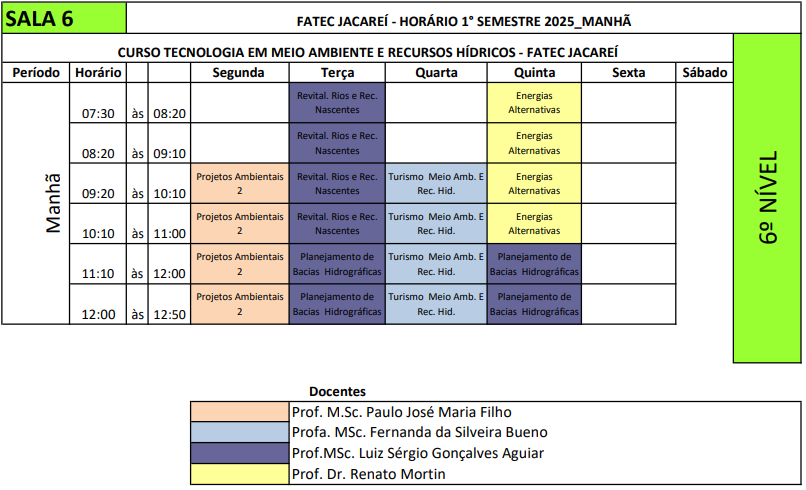 SALA 6
FATEC JACAREÍ - HORÁRIO 1° SEMESTRE 2025_MANHÃ
CURSO TECNOLOGIA EM MEIO AMBIENTE E RECURSOS HÍDRICOS - FATEC JACAREÍ
Período Horário Segunda Terça Quarta Quinta Sexta Sábado
Manhã
07:30 às 08:20
Revital. Rios e Rec.
Nascentes
Energias
Alternativas
08:20 às 09:10
Revital. Rios e Rec.
Nascentes
Energias
Alternativas
09:20 às 10:10
Projetos Ambientais
2
Revital. Rios e Rec.
Nascentes
Turismo Meio Amb. E
Rec. Hid.
Energias
Alternativas
10:10 às 11:00
Projetos Ambientais
2
Revital. Rios e Rec.
Nascentes
Turismo Meio Amb. E
Rec. Hid.
Energias
Alternativas
11:10 às 12:00
Projetos Ambientais
2
Planejamento de
Bacias Hidrográficas
Turismo Meio Amb. E
Rec. Hid.
Planejamento de
Bacias Hidrográficas
12:00 às 12:50
Projetos Ambientais
2
Planejamento de
Bacias Hidrográficas
Turismo Meio Amb. E
Rec. Hid.
Planejamento de
Bacias Hidrográficas
6º NÍVEL
Docentes
Prof. M.Sc. Paulo José Maria Filho
Profa. MSc. Fernanda da Silveira Bueno
Prof.MSc. Luiz Sérgio Gonçalves Aguiar
Prof. Dr. Renato Mortin